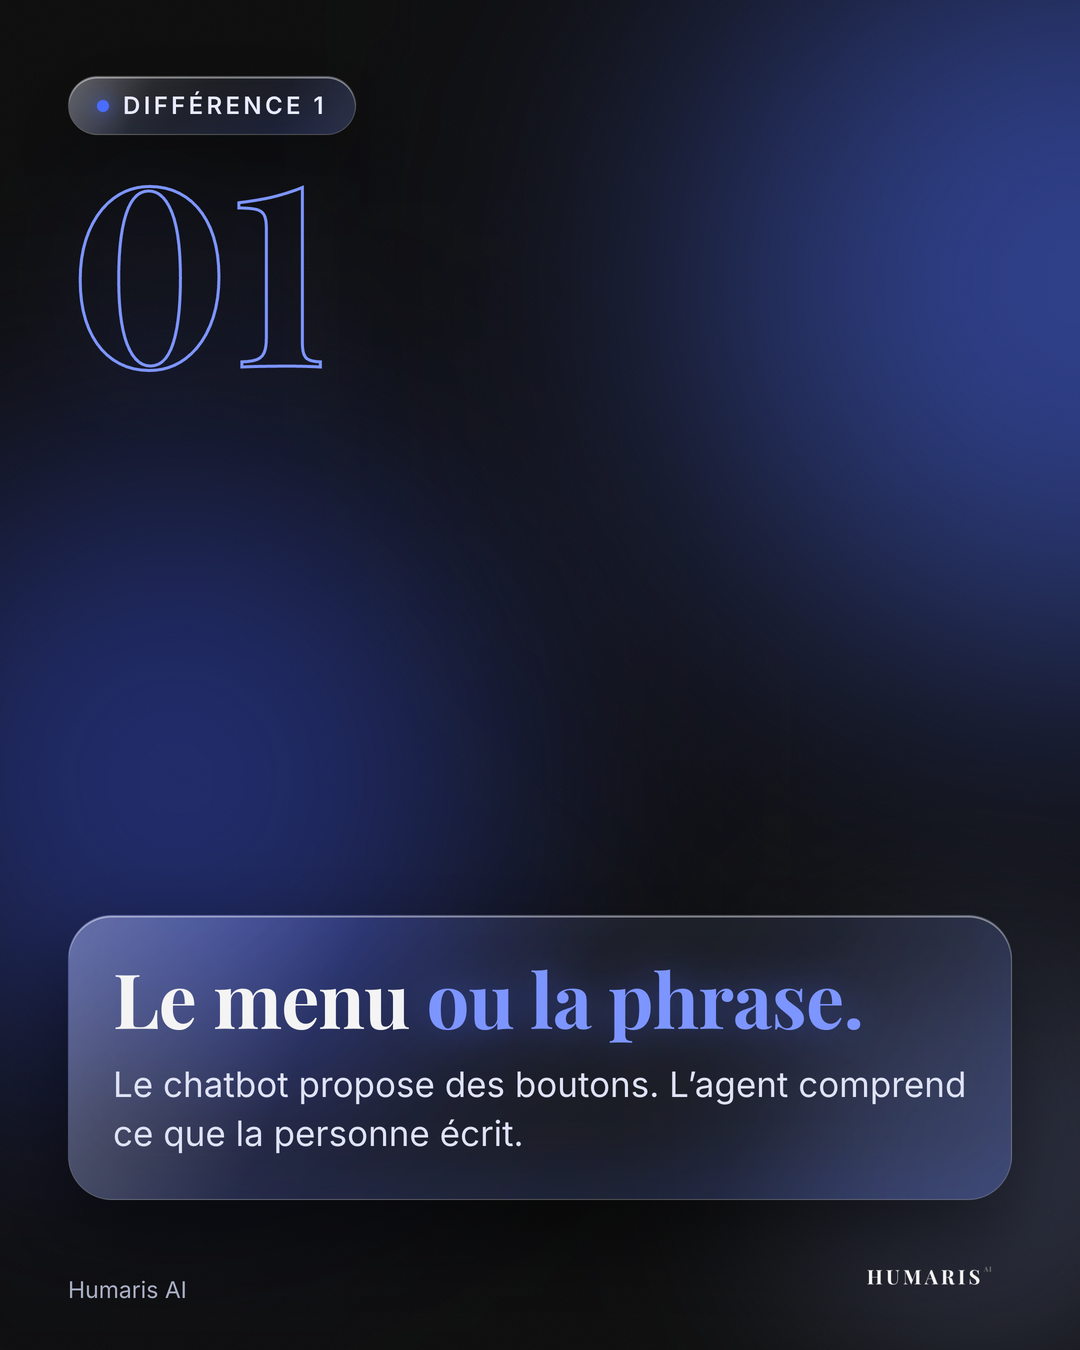 DIFFÉRENCE 1
01
Le menu ou la phrase.
Le chatbot propose des boutons. L’agent comprend
ce que la personne écrit.
Humaris AI
HUMARIS AI